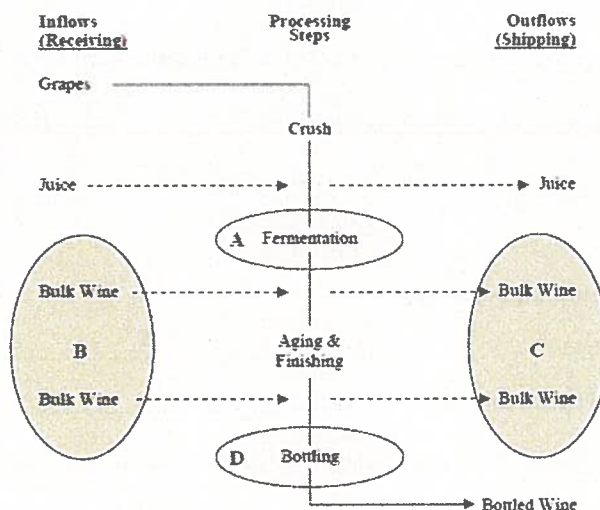 Inflows Processing Outflows
(Receiving) Steps (Shipping)
Grapes
Crush
Juice Juice
A Fermentation
Bulk Wine Bulk Wine
B Aging & Finishing C
Bulk Wine Bulk Wine
D Bottling
Bottled Wine